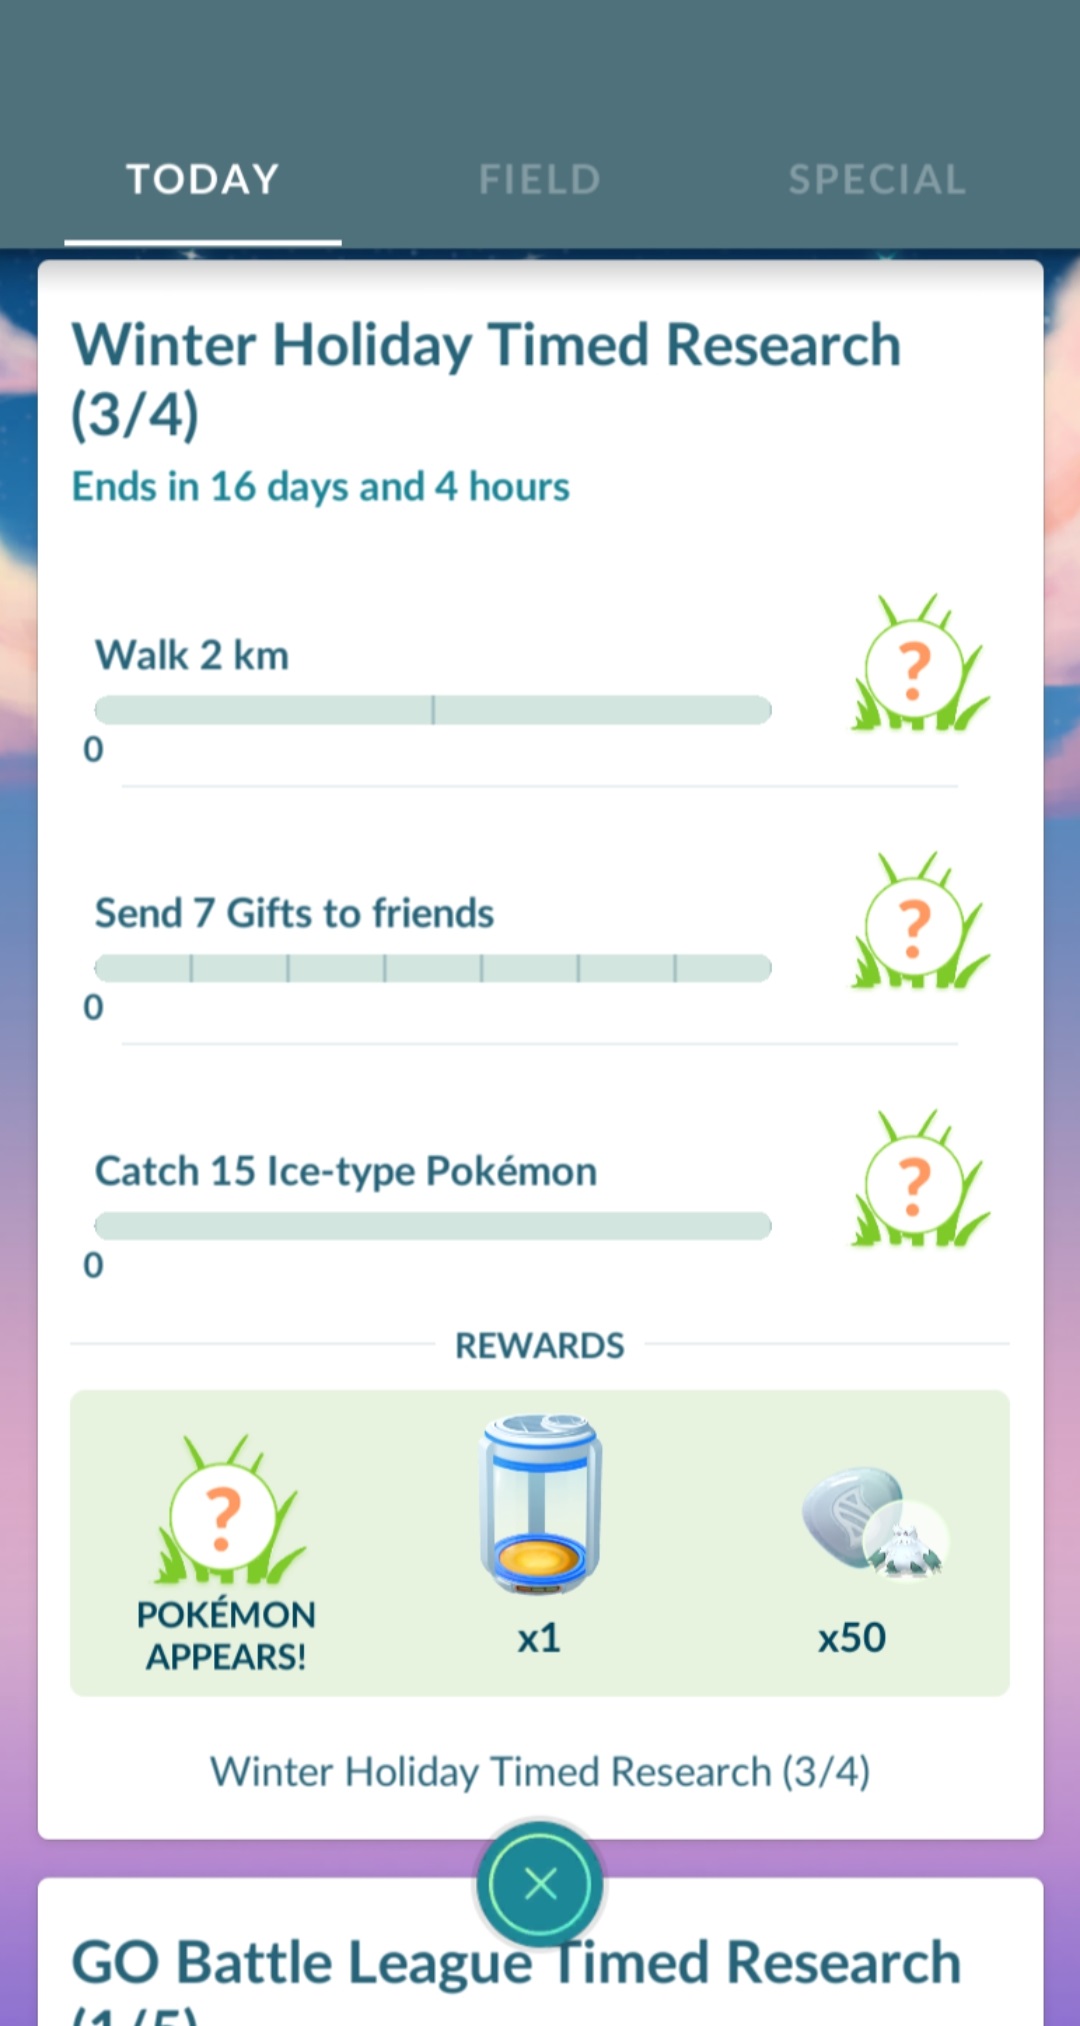 TODAY FIELD SPECIAL
Winter Holiday Timed Research
(3/4)
Ends in 16 days and 4 hours
Walk 2 km
?
0
Send 7 Gifts to friends
?
0
Catch 15 Ice-type Pokémon
?
0
REWARDS
?
POKÉMON
APPEARS!
x1
x50
Winter Holiday Timed Research (3/4)
GO Battle League Timed Research
(1/5)